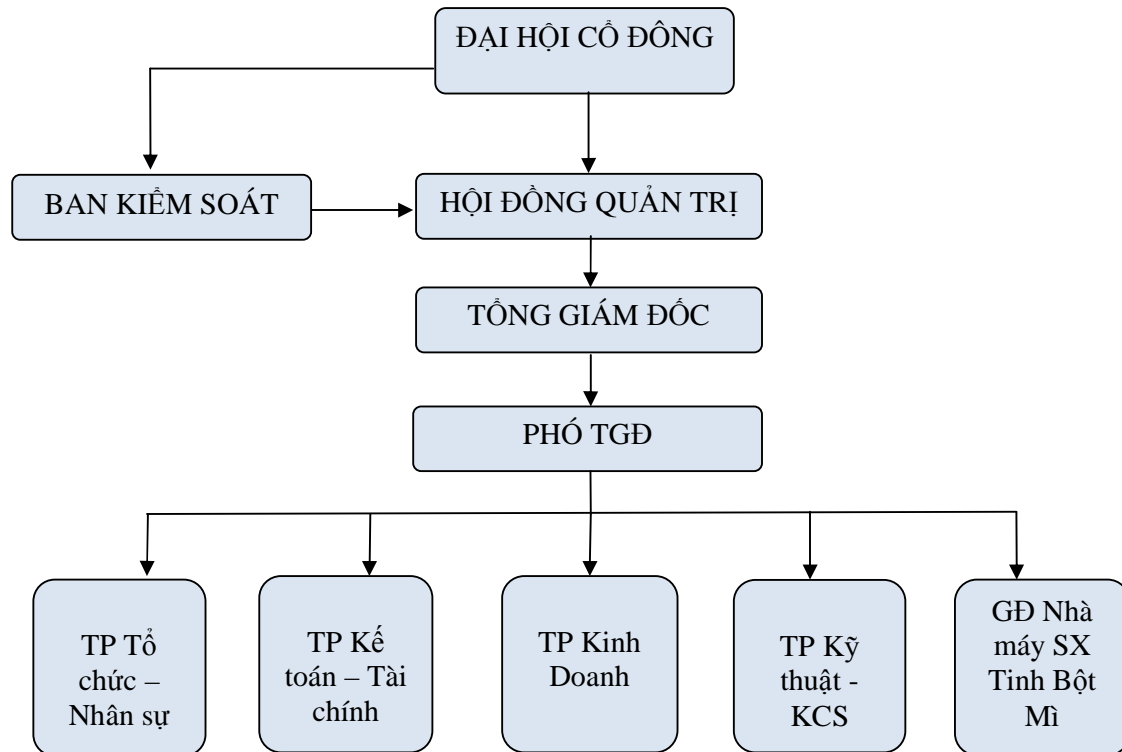 ĐẠI HỘI CỔ ĐÔNG
BAN KIỂM SOÁT
HỘI ĐỒNG QUẢN TRỊ
TỔNG GIÁM ĐỐC
PHÓ TGĐ
TP Tổ
chức –
Nhân sự
TP Kế
toán – Tài
chính
TP Kinh
Doanh
TP Kỹ
thuật -
KCS
GĐ Nhà
máy SX
Tinh Bột
Mì